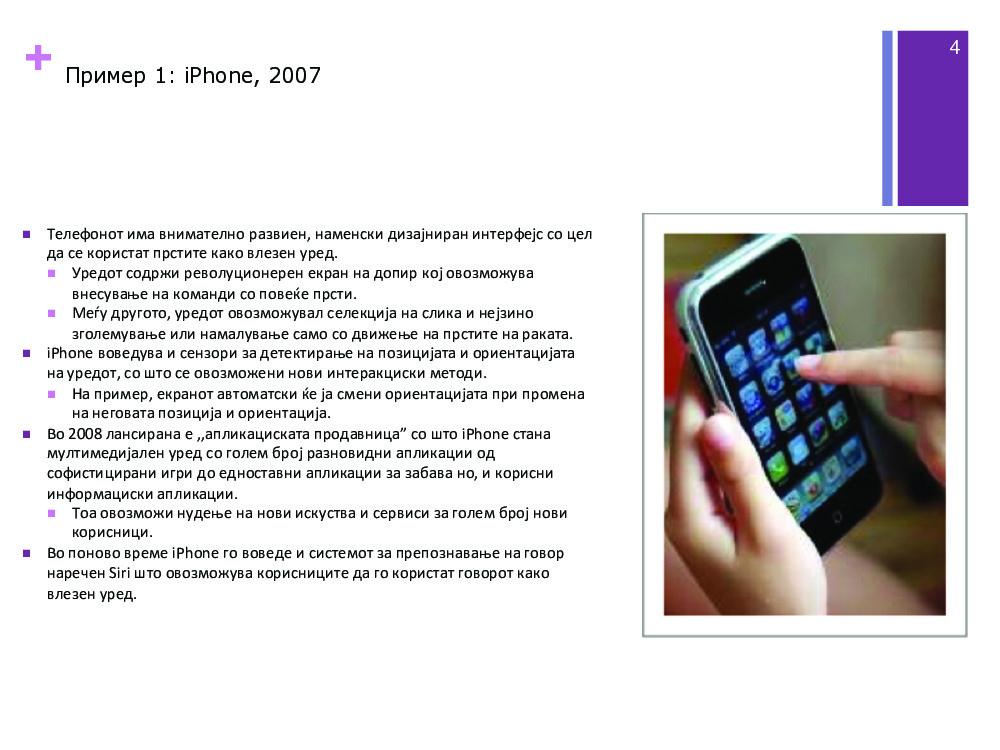 4
Пример 1: iPhone, 2007
Телефонот има внимателно развиен, наменски дизајниран интерфејс со цел
да се користат прстите како влезен уред.
Уредот содржи револуционерен екран на допир кој овозможува
внесување на команди со повеќе прсти.
Меѓу другото, уредот овозможувал селекција на слика и нејзино
зголемување или намалување само со движење на прстите на раката.
iPhone воведува и сензори за детектирање на позицијата и ориентацијата
на уредот, со што се овозможени нови интеракциски методи.
На пример, екранот автоматски ќе ја смени ориентацијата при промена
на неговата позиција и ориентација.
Во 2008 лансирана е ,,апликациската продавница” со што iPhone стана
мултимедијален уред со голем број разновидни апликации од
софистицирани игри до едноставни апликации за забава но, и корисни
информациски апликации.
Тоа овозможи нудење на нови искуства и сервиси за голем број нови
корисници.
Во поново време iPhone го воведе и системот за препознавање на говор
наречен Siri што овозможува корисниците да го користат говорот како
влезен уред.